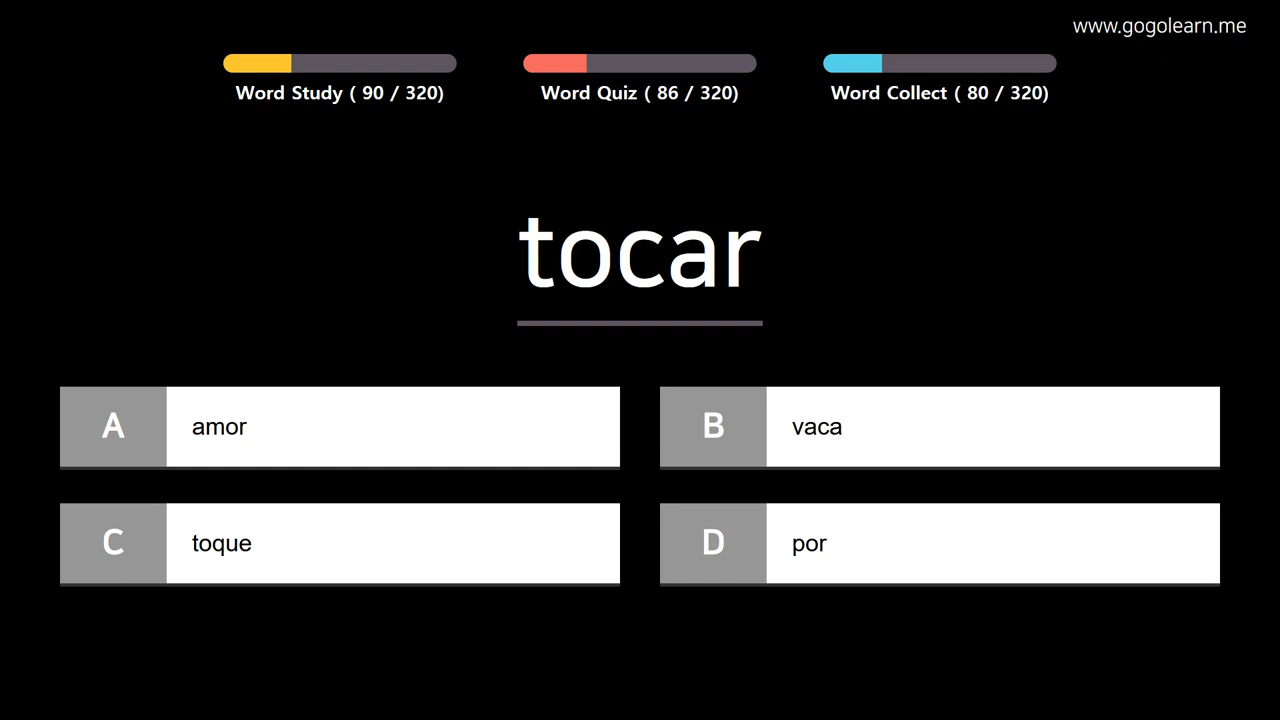 www.gogolearn.me
Word Study ( 90 / 320)
Word Quiz ( 86 / 320)
Word Collect ( 80 / 320)
tocar
A amor
B vaca
C toque
D por